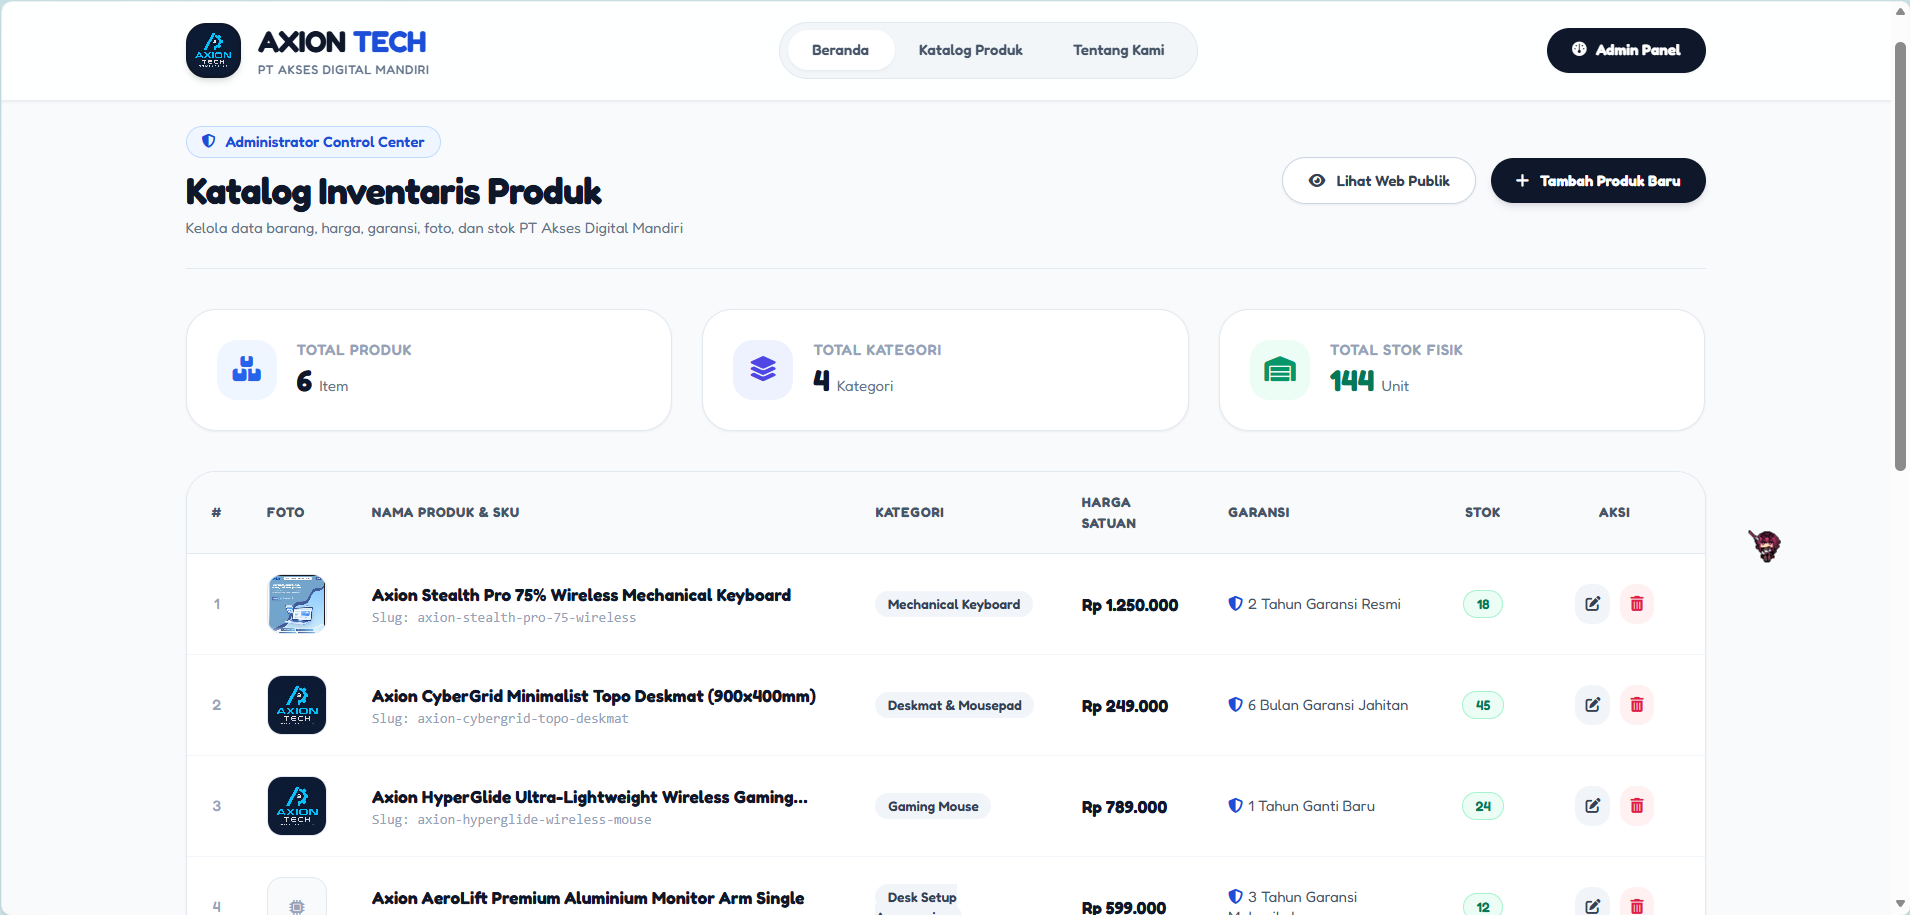 AXION TECH
PT AKSES DIGITAL MANDIRI
Beranda
Katalog Produk
Tentang Kami
Admin Panel
Administrator Control Center
Katalog Inventaris Produk
Kelola data barang, harga, garansi, foto, dan stok PT Akses Digital Mandiri
Lihat Web Publik
Tambah Produk Baru
TOTAL PRODUK
6 Item
TOTAL KATEGORI
4 Kategori
TOTAL STOK FISIK
144 Unit
# FOTO NAMA PRODUK & SKU KATEGORI HARGA SATUAN GARANSI STOK AKSI
1 Axion Stealth Pro 75% Wireless Mechanical Keyboard Mechanical Keyboard Rp 1.250.000 2 Tahun Garansi Resmi 18
Slug: axion-stealth-pro-75-wireless
AXION
TECH
2 Axion CyberGrid Minimalist Topo Deskmat (900x400mm) Deskmat & Mousepad Rp 249.000 6 Bulan Garansi Jahitan 45
Slug: axion-cybergrid-topo-deskmat
AXION
TECH
3 Axion HyperGlide Ultra-Lightweight Wireless Gaming... Gaming Mouse Rp 789.000 1 Tahun Ganti Baru 24
Slug: axion-hyperglide-wireless-mouse
AXION
TECH
4 Axion AeroLift Premium Aluminium Monitor Arm Single Desk Setup Rp 599.000 3 Tahun Garansi 12